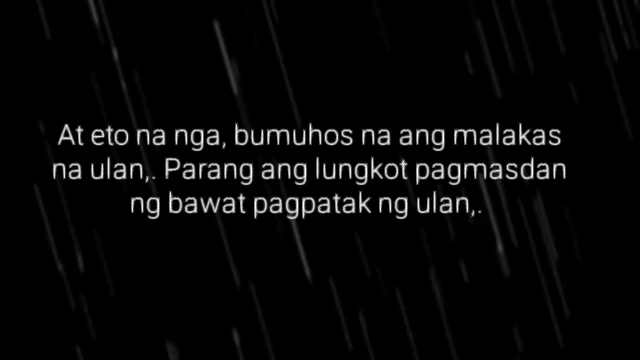 At eto na nga, bumuhos na ang malakas
na ulan,. Parang ang lungkot pagmasdan
ng bawat pagpatak ng ulan,.